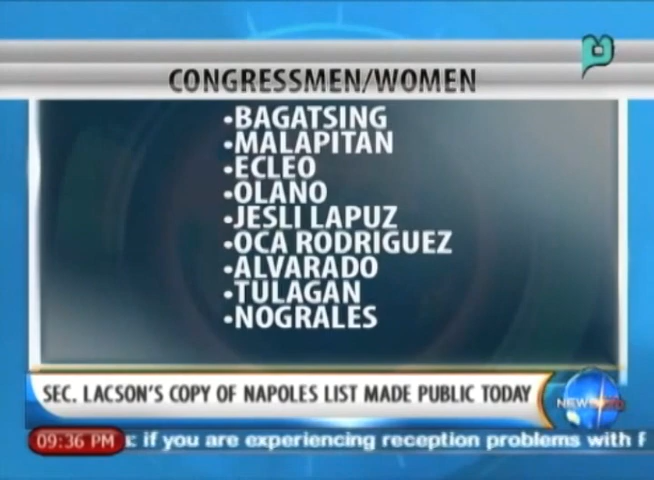 CONGRESSMEN/WOMEN
•BAGATSING
•MALAPITAN
•ECLEO
•OLANO
•JESLI LAPUZ
•OCA RODRIGUEZ
•ALVARADO
•TULAGAN
•NOGRALES
SEC. LACSON'S COPY OF NAPOLES LIST MADE PUBLIC TODAY
NEWS
09:36 PM : if you are experiencing reception problems with